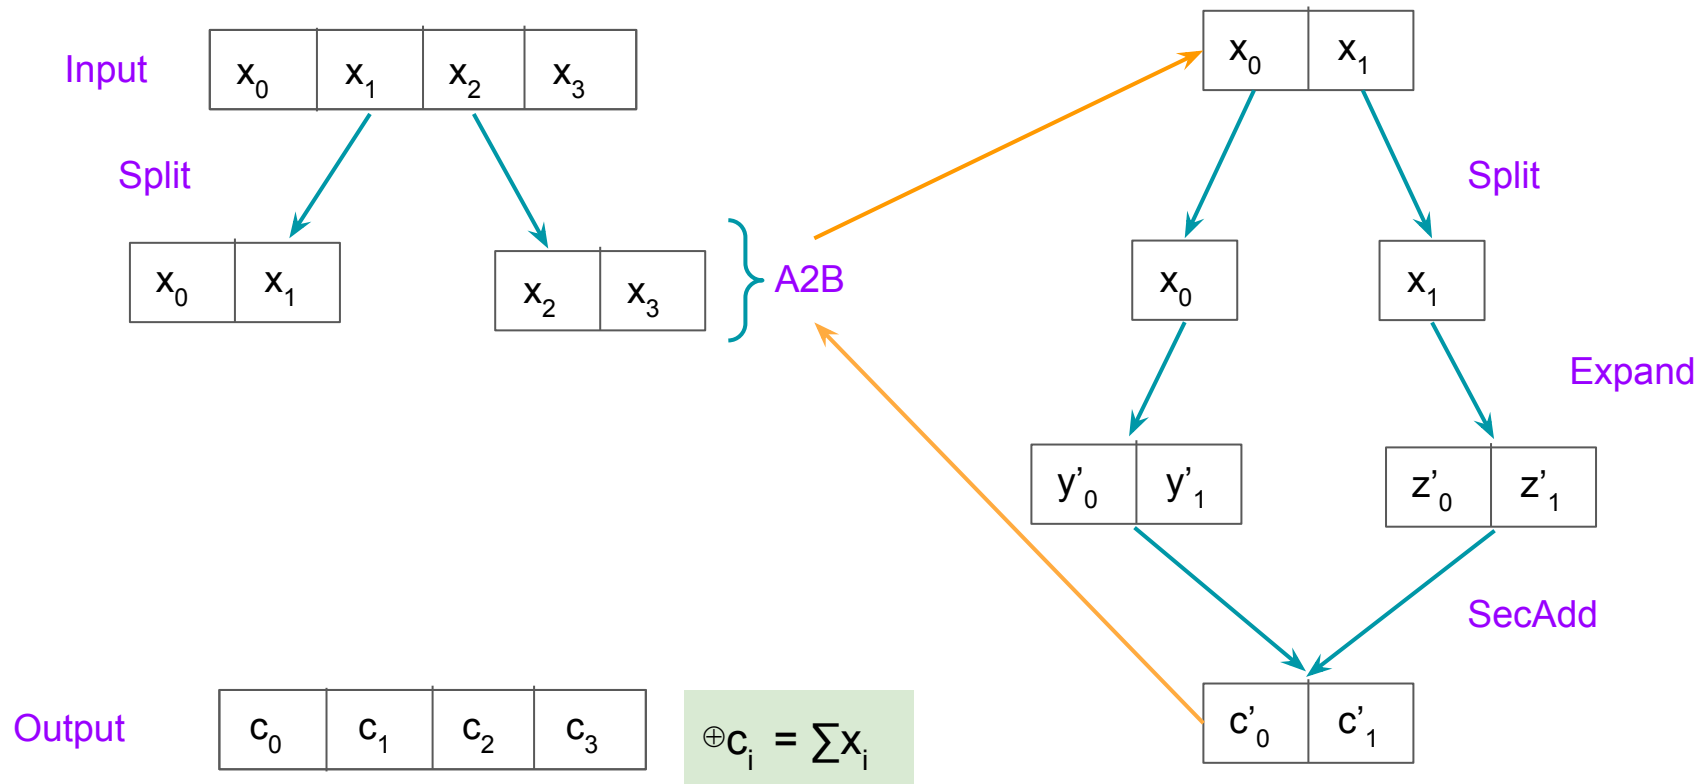 Input
x₀ x₁ x₂ x₃
Split
x₀ x₁
x₂ x₃
A2B
x₀ x₁
Split
x₀
x₁
Expand
y’₀ y’₁
z’₀ z’₁
SecAdd
c’₀ c’₁
Output
c₀ c₁ c₂ c₃
⊕cᵢ = ∑xᵢ